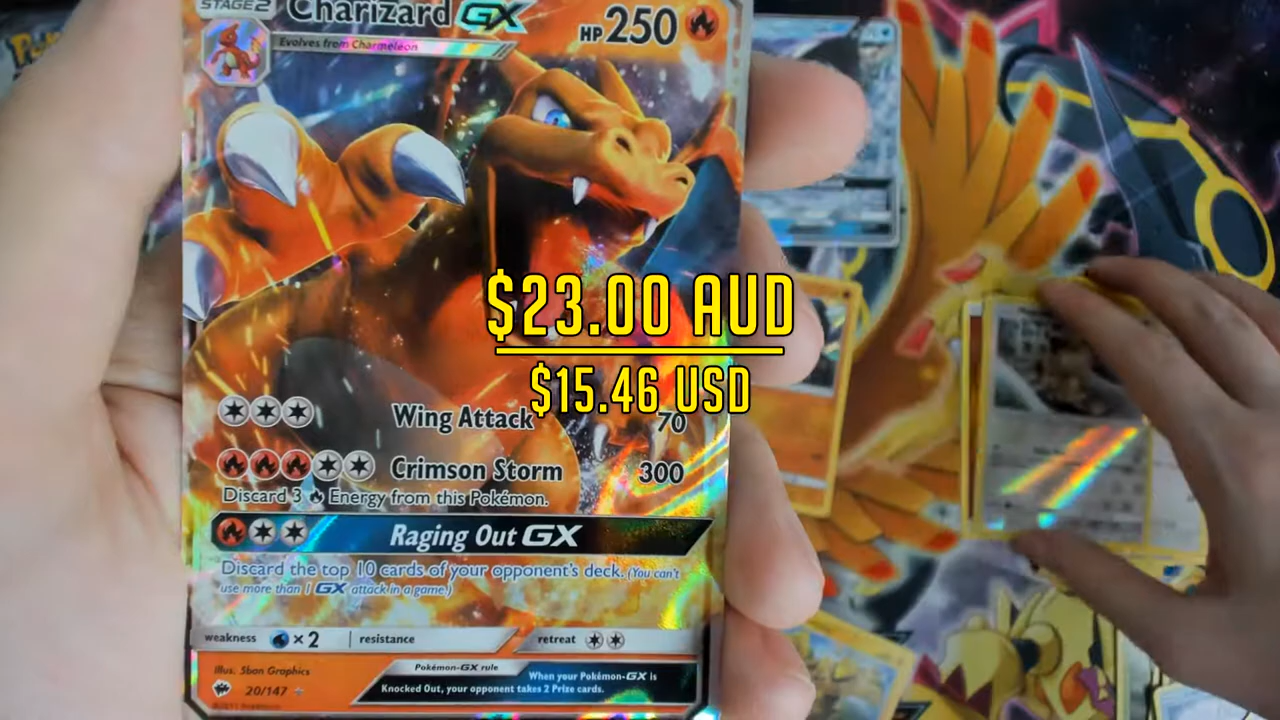 STAGE2
Charizard GX
HP250
Evolves from Charmeleon
$23.00 AUD
$15.46 USD
Wing Attack 70
Crimson Storm 300
Discard 3 Energy from this Pokémon.
Raging Out GX
Discard the top 10 cards of your opponent's deck. (You can't
use more than 1 GX attack in a game.)
weakness ×2 resistance retreat
Illus. 5ban Graphics
20/147
Pokémon-GX rule
When your Pokémon-GX is
Knocked Out, your opponent takes 2 Prize cards.